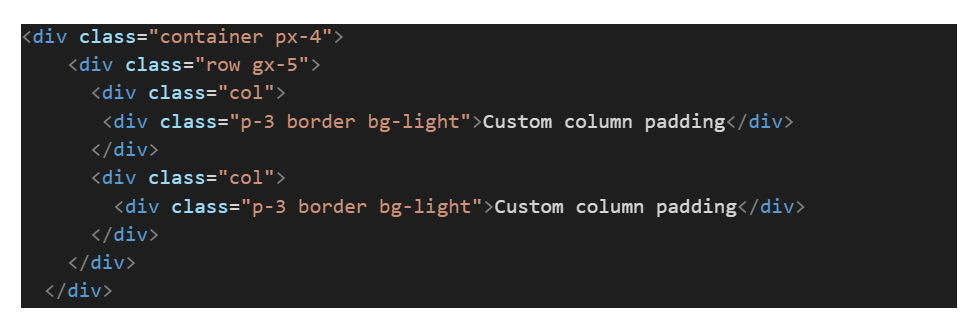 <div class="container px-4">
    <div class="row gx-5">
      <div class="col">
       <div class="p-3 border bg-light">Custom column padding</div>
      </div>
      <div class="col">
        <div class="p-3 border bg-light">Custom column padding</div>
      </div>
    </div>
  </div>